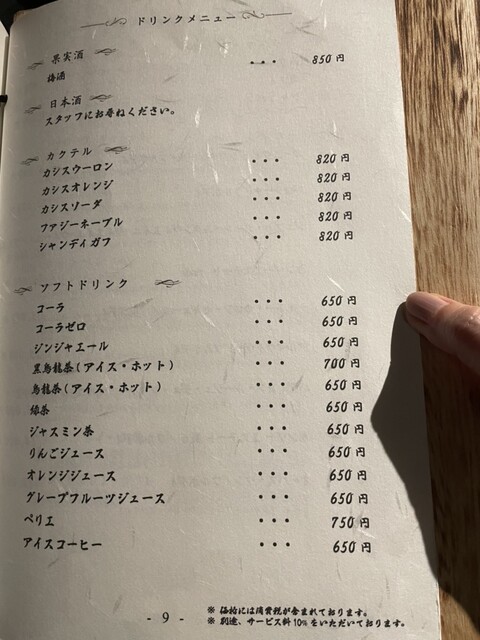 ドリンクメニュー
果実酒
梅酒 ・・・ 850円
日本酒
スタッフにお尋ねください。
カクテル
カシスウーロン ・・・ 820円
カシスオレンジ ・・・ 820円
カシスソーダ ・・・ 820円
ファジーネーブル ・・・ 820円
シャンディガフ ・・・ 820円
ソフトドリンク
コーラ ・・・ 650円
コーラゼロ ・・・ 650円
ジンジャエール ・・・ 650円
黒烏龍茶(アイス・ホット) ・・・ 700円
烏龍茶(アイス・ホット) ・・・ 650円
緑茶 ・・・ 650円
ジャスミン茶 ・・・ 650円
りんごジュース ・・・ 650円
オレンジジュース ・・・ 650円
グレープフルーツジュース ・・・ 650円
ペリエ ・・・ 750円
アイスコーヒー ・・・ 650円
※ 価格には消費税が含まれております。
※ 別途、サービス料10%をいただいております。
- 9 -